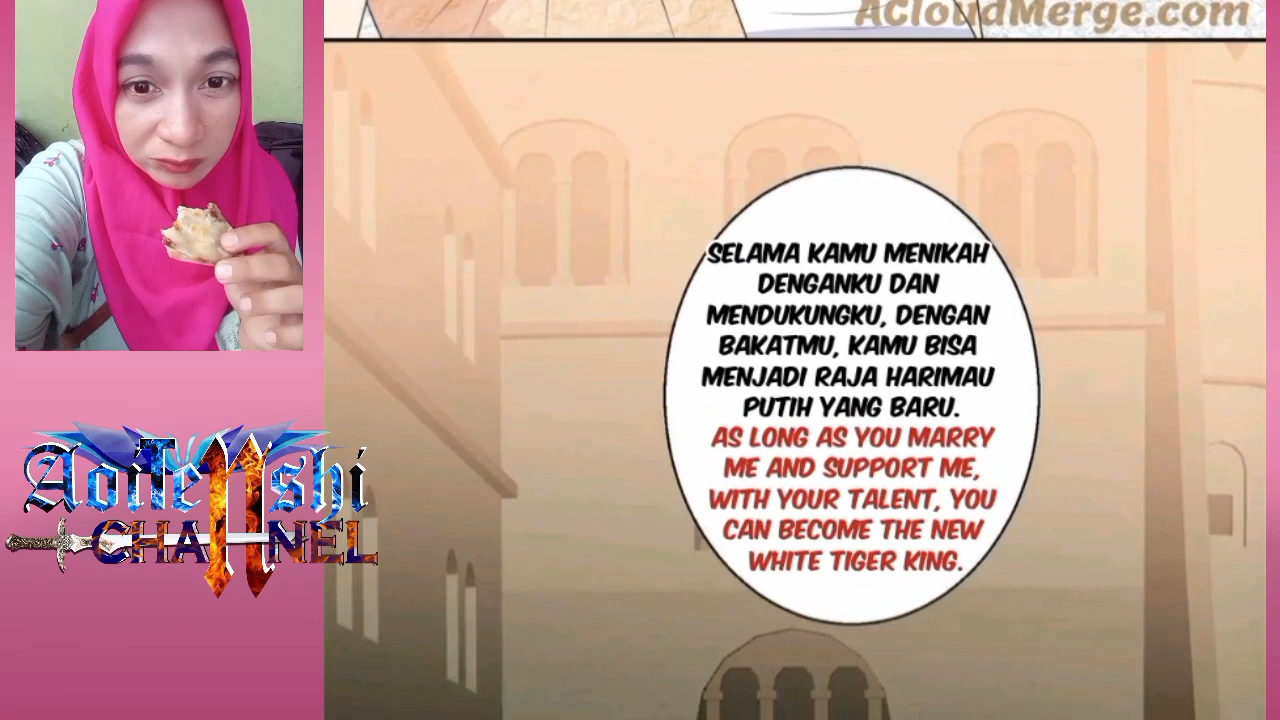 ACloudMerge.com
SELAMA KAMU MENIKAH
DENGANKU DAN
MENDUKUNGKU, DENGAN
BAKATMU, KAMU BISA
MENJADI RAJA HARIMAU
PUTIH YANG BARU.
AS LONG AS YOU MARRY
ME AND SUPPORT ME,
WITH YOUR TALENT, YOU
CAN BECOME THE NEW
WHITE TIGER KING.
AoiTenshi
CHANNEL